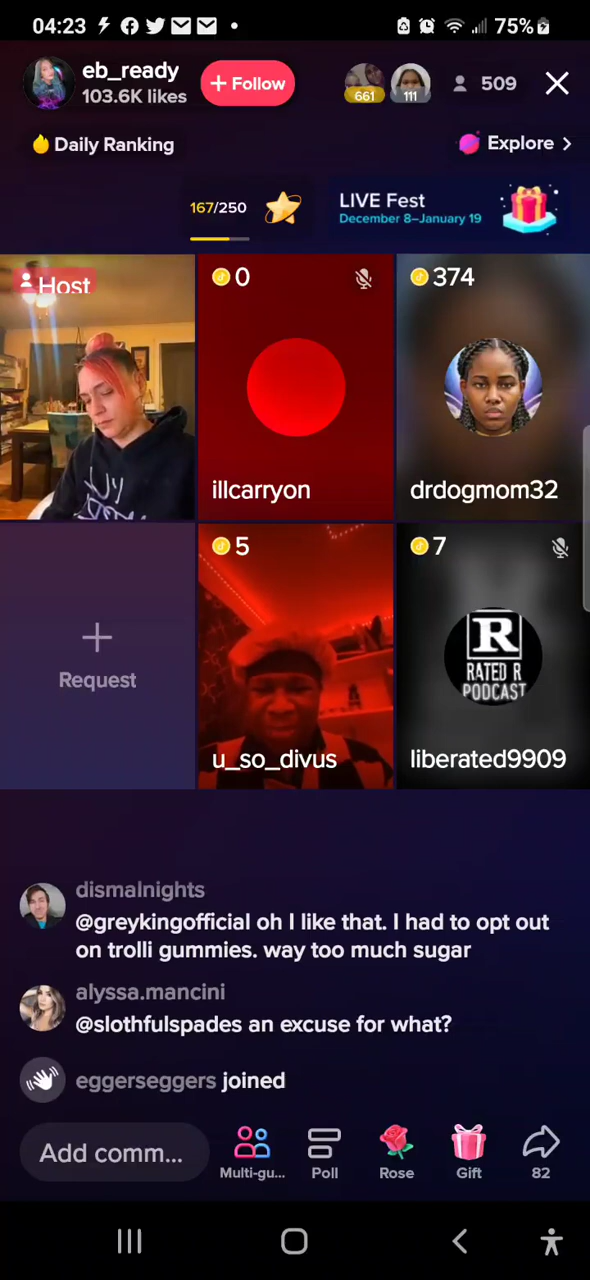 04:23
75%
eb_ready
103.6K likes
+ Follow
661
111
509
Daily Ranking
Explore >
167/250
LIVE Fest
December 8–January 19
Host
0
374
illcarryon
drdogmom32
5
7
R
RATED R
PODCAST
+
Request
u_so_divus
liberated9909
dismalnights
@greykingofficial oh I like that. I had to opt out
on trolli gummies. way too much sugar
alyssa.mancini
@slothfulspades an excuse for what?
eggerseggers joined
Add comm...
Multi-gu...
Poll
Rose
Gift
82